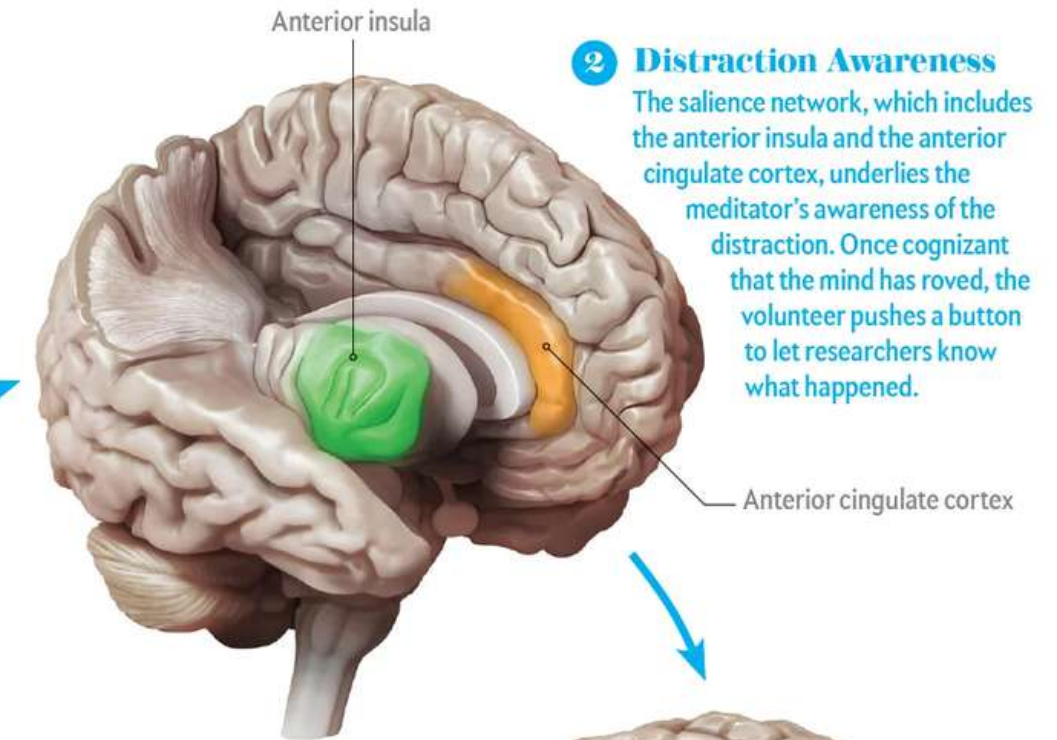 Anterior insula
2 Distraction Awareness
The salience network, which includes
the anterior insula and the anterior
cingulate cortex, underlies the
meditator's awareness of the
distraction. Once cognizant
that the mind has roved, the
volunteer pushes a button
to let researchers know
what happened.
Anterior cingulate cortex